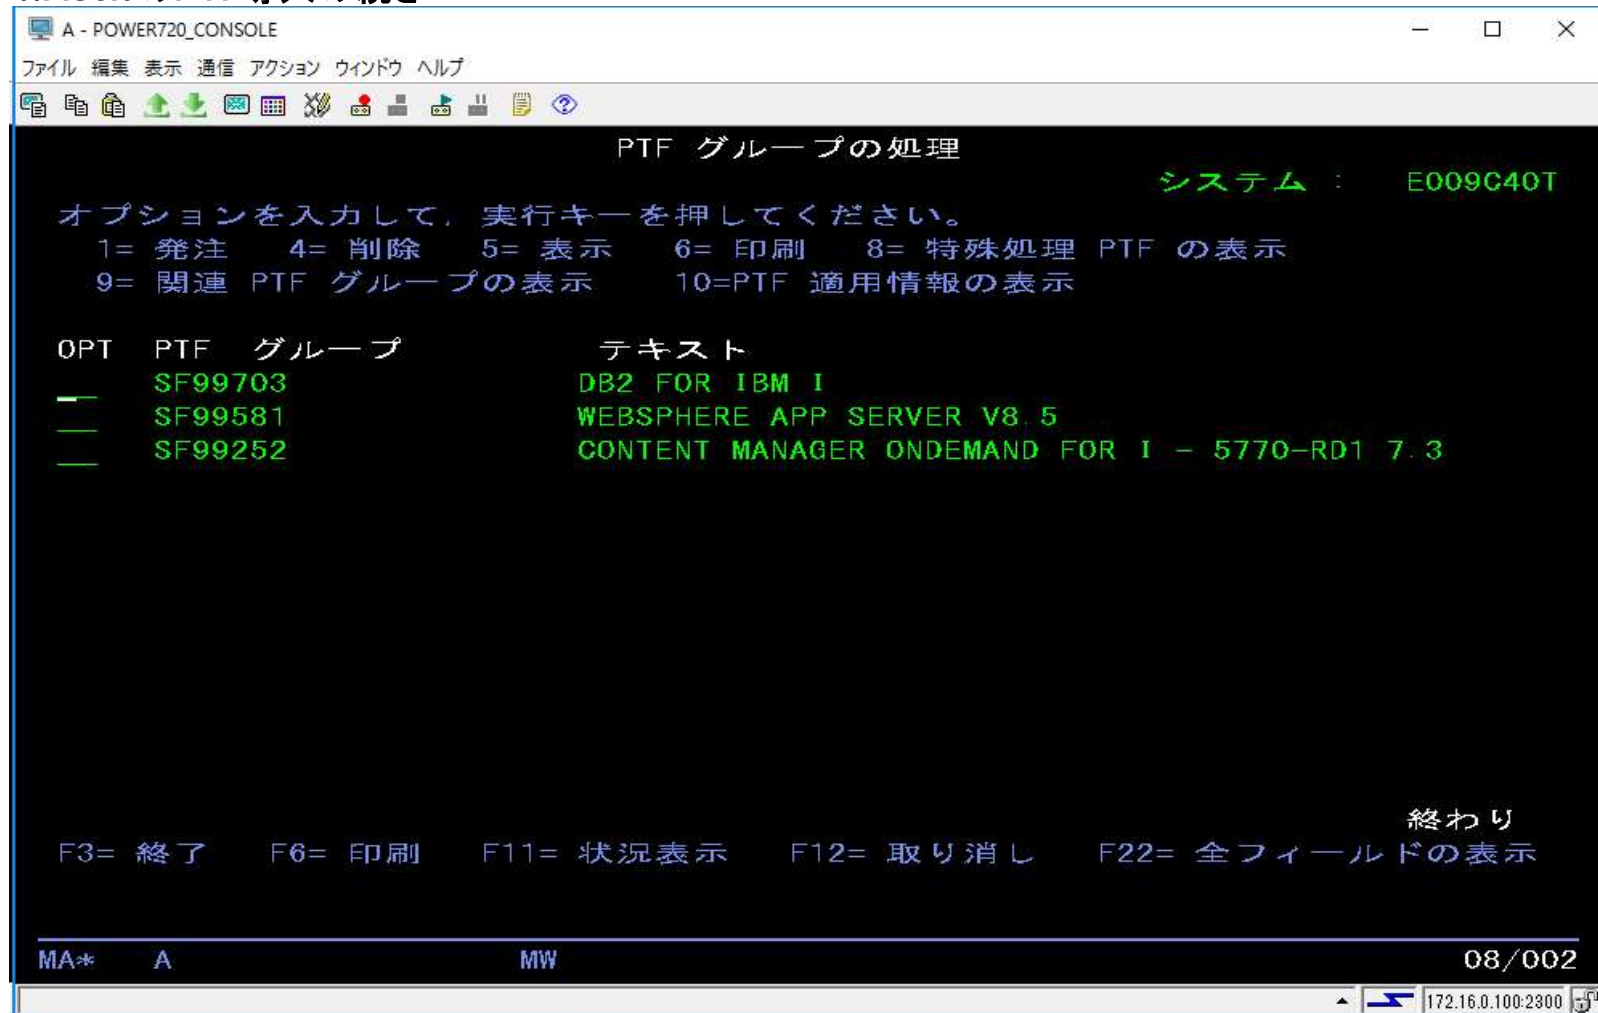 A - POWER720_CONSOLE
ファイル 編集 表示 通信 アクション ウィンドウ ヘルプ
PTF グループの処理
システム : E009C40T
オプションを入力して, 実行キーを押してください。
1= 発注 4= 削除 5= 表示 6= 印刷 8= 特殊処理 PTF の表示
9= 関連 PTF グループの表示 10=PTF 適用情報の表示
OPT PTF グループ テキスト
SF99703 DB2 FOR IBM I
SF99581 WEBSPHERE APP SERVER V8.5
SF99252 CONTENT MANAGER ONDEMAND FOR I - 5770-RD1 7.3
終わり
F3= 終了 F6= 印刷 F11= 状況表示 F12= 取り消し F22= 全フィールドの表示
MA* A MW 08/002
172.16.0.100:2300